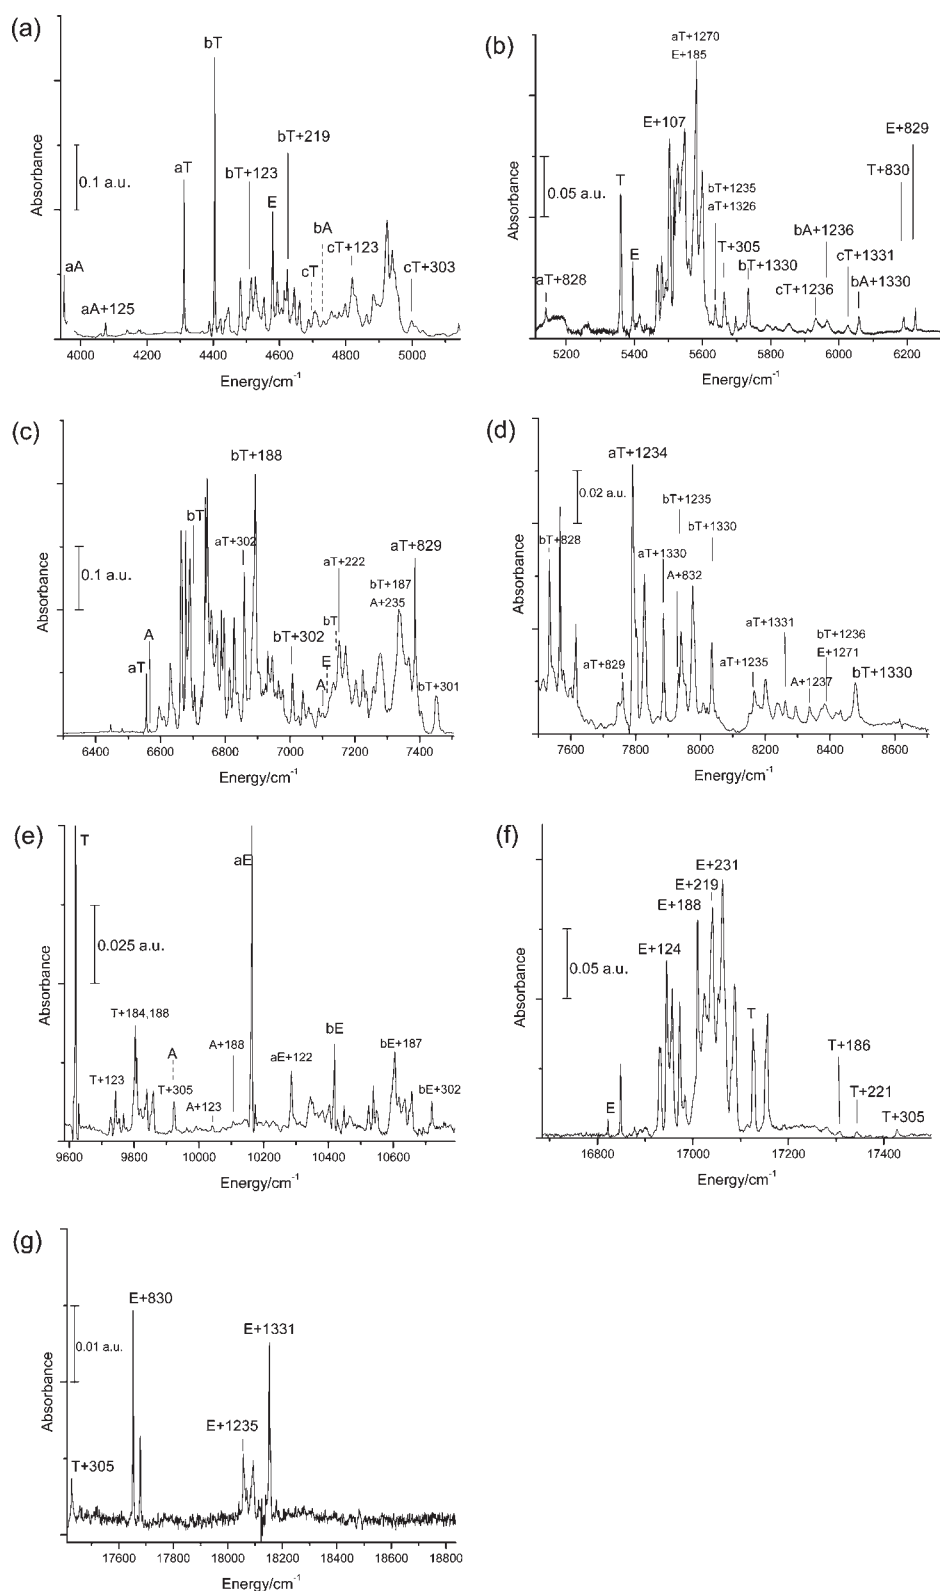 (a)
bT
bT+219
aT
bT+123
0.1 a.u.
E
bA
cT+123
cT
aA
aA+125
cT+303
Absorbance
4000 4200 4400 4600 4800 5000
Energy/cm-1
(b)
aT+1270
E+185
E+107
E+829
T+830
T
0.05 a.u.
bT+1235
aT+1326
bA+1236
E
T+305
cT+1331
bT+1330
aT+828
cT+1236
bA+1330
Absorbance
5200 5400 5600 5800 6000 6200
Energy/cm-1
(c)
bT+188
bT
aT+302
aT+829
0.1 a.u.
aT+222
bT+187
A+235
bT
A
bT+302
E
aT
A
bT+301
Absorbance
6400 6600 6800 7000 7200 7400
Energy/cm-1
(d)
aT+1234
0.02 a.u.
bT+1235
bT+1330
bT+828
aT+1330
A+832
aT+829
aT+1235
aT+1331
bT+1236
E+1271
A+1237
bT+1330
Absorbance
7600 7800 8000 8200 8400 8600
Energy/cm-1
(e)
T
aE
0.025 a.u.
T+184,188
A
A+188
bE
aE+122
bE+187
T+123
T+305
A+123
bE+302
Absorbance
9600 9800 10000 10200 10400 10600
Energy/cm-1
(f)
E+231
E+219
E+188
0.05 a.u.
E+124
T
T+186
T+221
E
T+305
Absorbance
16800 17000 17200 17400
Energy/cm-1
(g)
E+830
0.01 a.u.
E+1331
E+1235
T+305
Absorbance
17600 17800 18000 18200 18400 18600 18800
Energy/cm-1